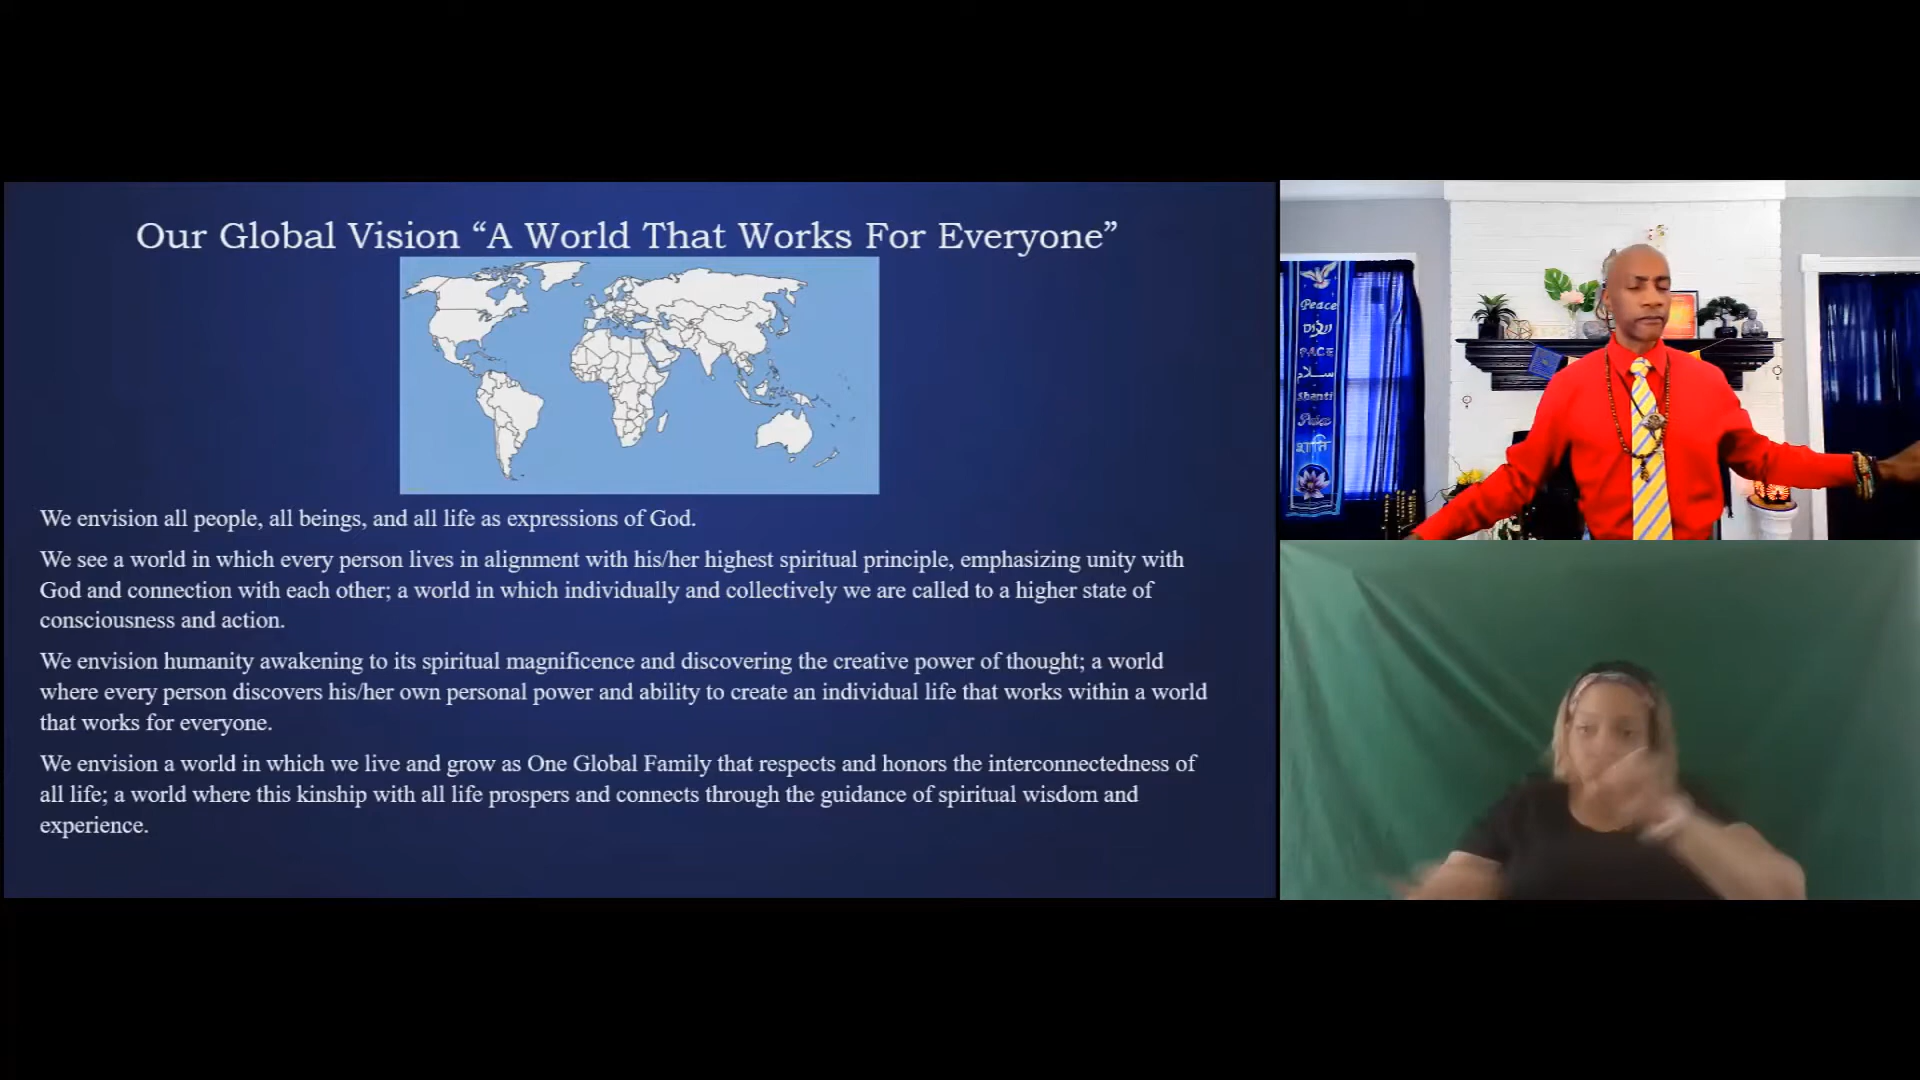 Our Global Vision “A World That Works For Everyone”
We envision all people, all beings, and all life as expressions of God.
We see a world in which every person lives in alignment with his/her highest spiritual principle, emphasizing unity with
God and connection with each other; a world in which individually and collectively we are called to a higher state of
consciousness and action.
We envision humanity awakening to its spiritual magnificence and discovering the creative power of thought; a world
where every person discovers his/her own personal power and ability to create an individual life that works within a world
that works for everyone.
We envision a world in which we live and grow as One Global Family that respects and honors the interconnectedness of
all life; a world where this kinship with all life prospers and connects through the guidance of spiritual wisdom and
experience.
Peace
שלום
PACE
سلام
Shanti
शांति